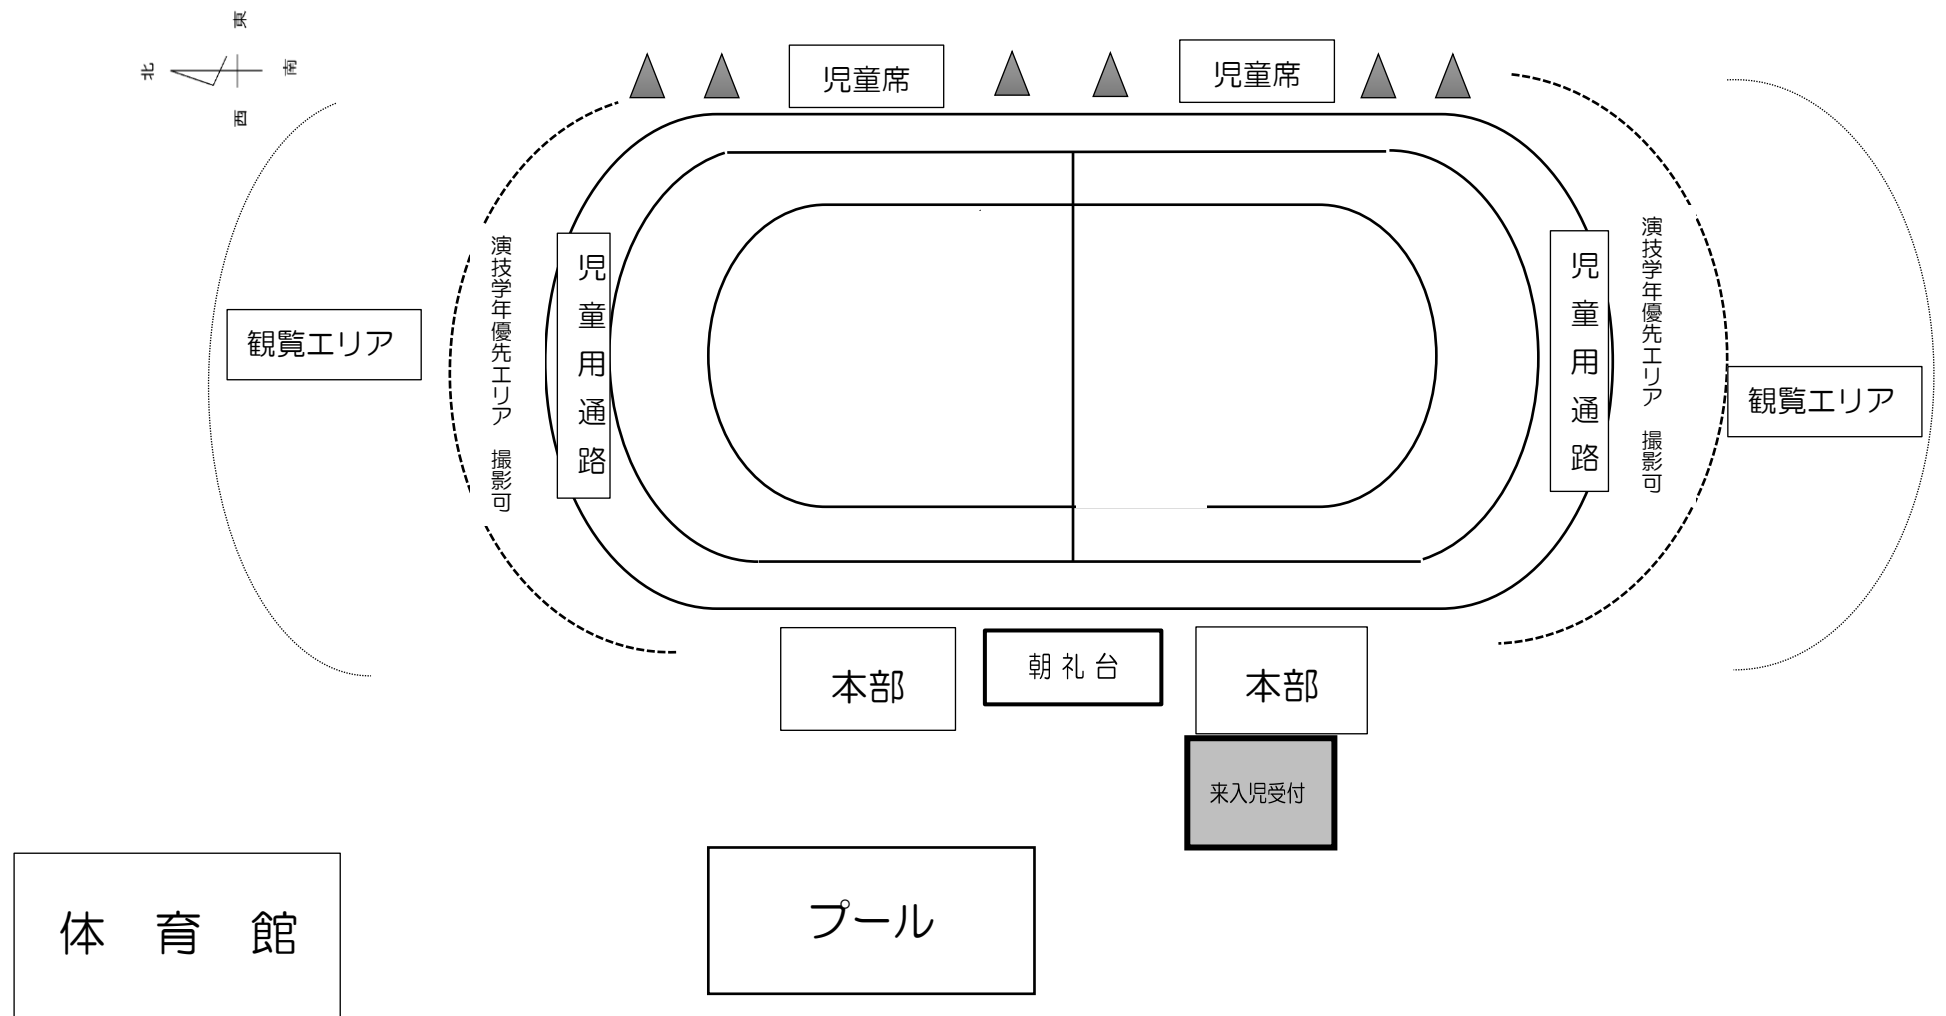 東
北
南
西
児童席
児童席
演技学年優先エリア　撮影可
児童用通路
児童用通路
演技学年優先エリア　撮影可
観覧エリア
観覧エリア
本部
朝礼台
本部
来入児受付
体　育　館
プール